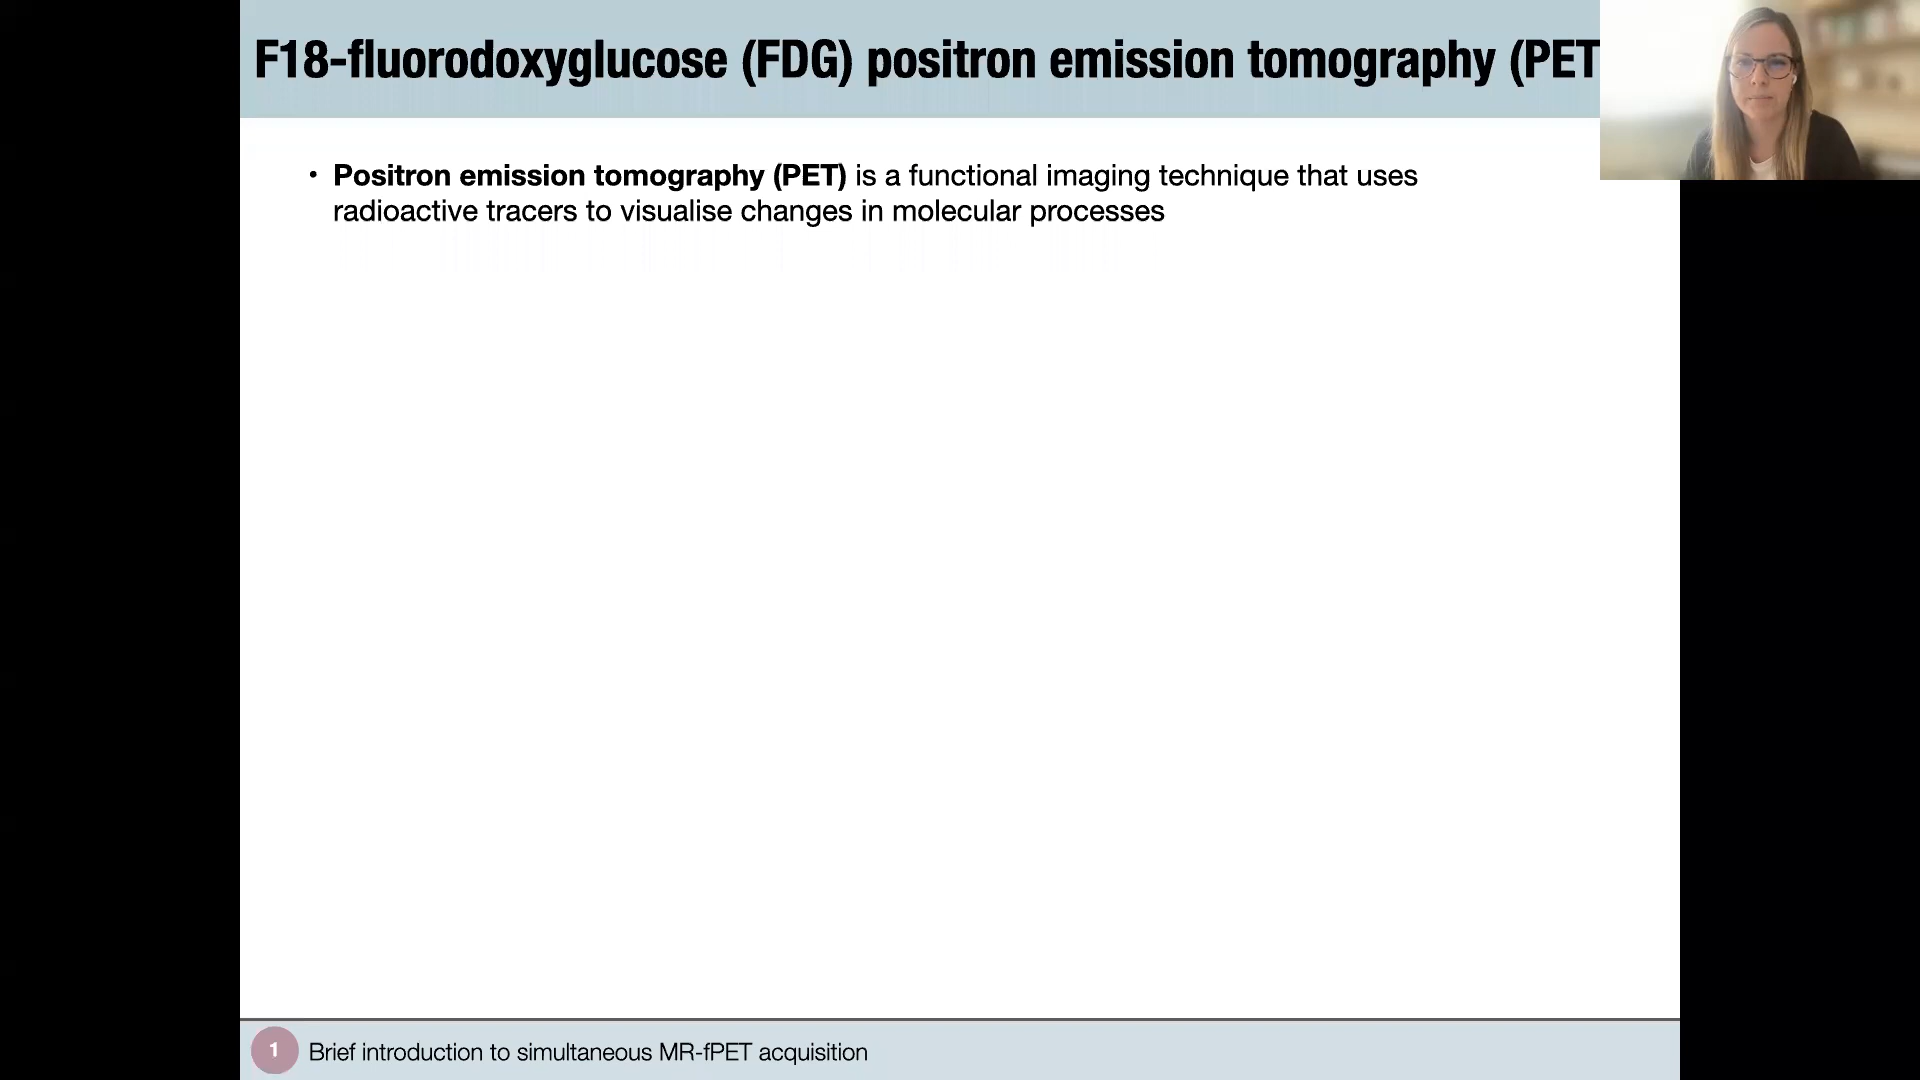 F18-fluorodoxyglucose (FDG) positron emission tomography (PET
• Positron emission tomography (PET) is a functional imaging technique that uses
radioactive tracers to visualise changes in molecular processes
1 Brief introduction to simultaneous MR-fPET acquisition